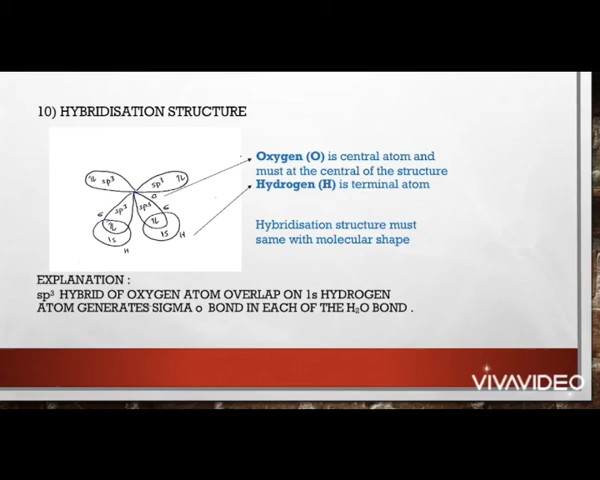 10) HYBRIDISATION STRUCTURE
Oxygen (O) is central atom and
must at the central of the structure
Hydrogen (H) is terminal atom
Hybridisation structure must
same with molecular shape
sp³
sp³
O
sp³
sp³
1s
1s
H
H
EXPLANATION :
sp³ HYBRID OF OXYGEN ATOM OVERLAP ON 1s HYDROGEN
ATOM GENERATES SIGMA σ BOND IN EACH OF THE H₂O BOND .
VIVAVIDEO